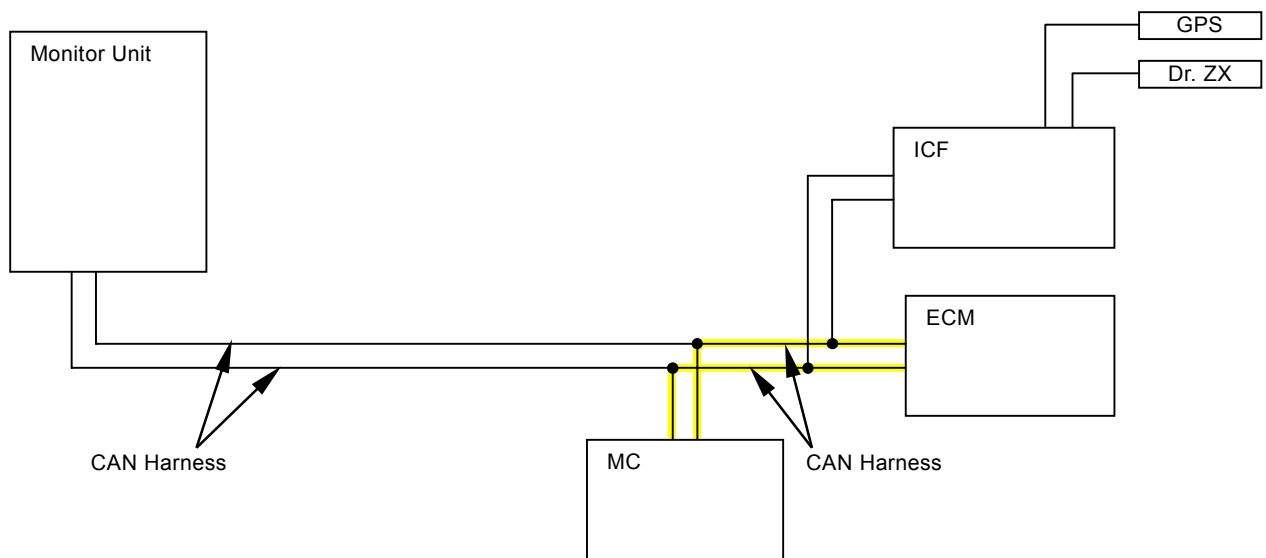 GPS
Monitor Unit
Dr. ZX
ICF
ECM
CAN Harness
MC
CAN Harness